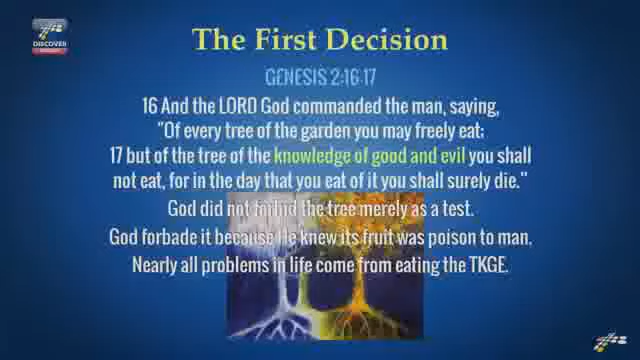 DISCOVER
The First Decision
GENESIS 2:16-17
16 And the LORD God commanded the man, saying,
"Of every tree of the garden you may freely eat;
17 but of the tree of the knowledge of good and evil you shall
not eat, for in the day that you eat of it you shall surely die."
God did not forbid the tree merely as a test.
God forbade it because He knew its fruit was poison to man.
Nearly all problems in life come from eating the TKGE.